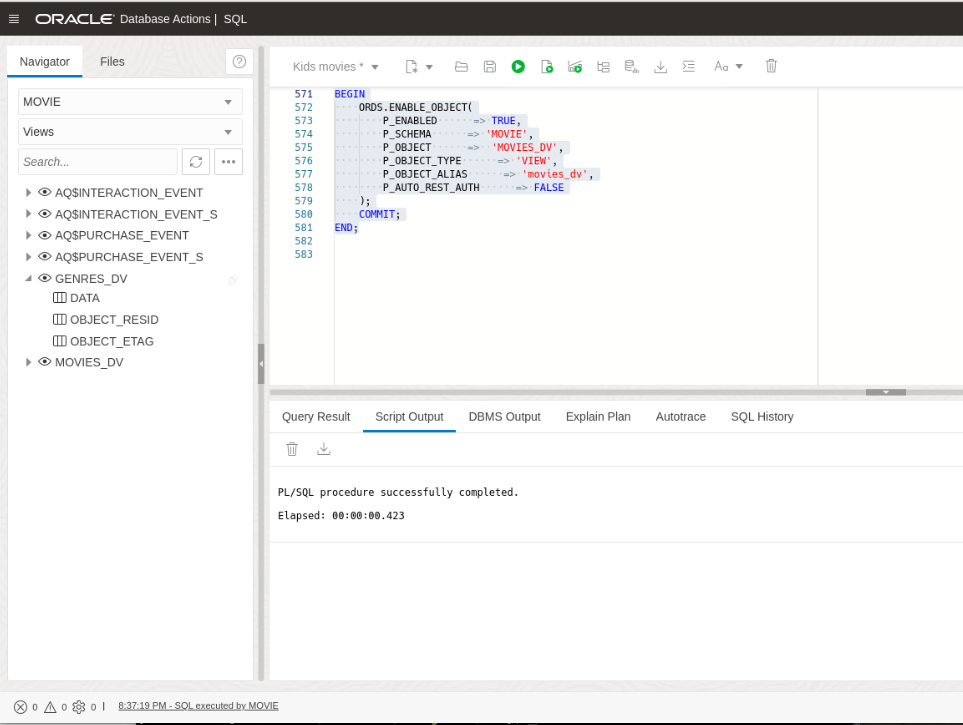 ORACLE Database Actions | SQL
Navigator
Files
MOVIE
Views
Search...
AQ$INTERACTION_EVENT
AQ$INTERACTION_EVENT_S
AQ$PURCHASE_EVENT
AQ$PURCHASE_EVENT_S
GENRES_DV
DATA
OBJECT_RESID
OBJECT_ETAG
MOVIES_DV
Kids movies *
Aa
571 BEGIN
572 ORDS.ENABLE_OBJECT(
573 P_ENABLED => TRUE,
574 P_SCHEMA => 'MOVIE',
575 P_OBJECT => 'MOVIES_DV',
576 P_OBJECT_TYPE => 'VIEW',
577 P_OBJECT_ALIAS => 'movies_dv',
578 P_AUTO_REST_AUTH => FALSE
579 );
580 COMMIT;
581 END;
582
583
Query Result Script Output DBMS Output Explain Plan Autotrace SQL History
PL/SQL procedure successfully completed.
Elapsed: 00:00:00.423
0 0 0 | 8:37:19 PM - SQL executed by MOVIE